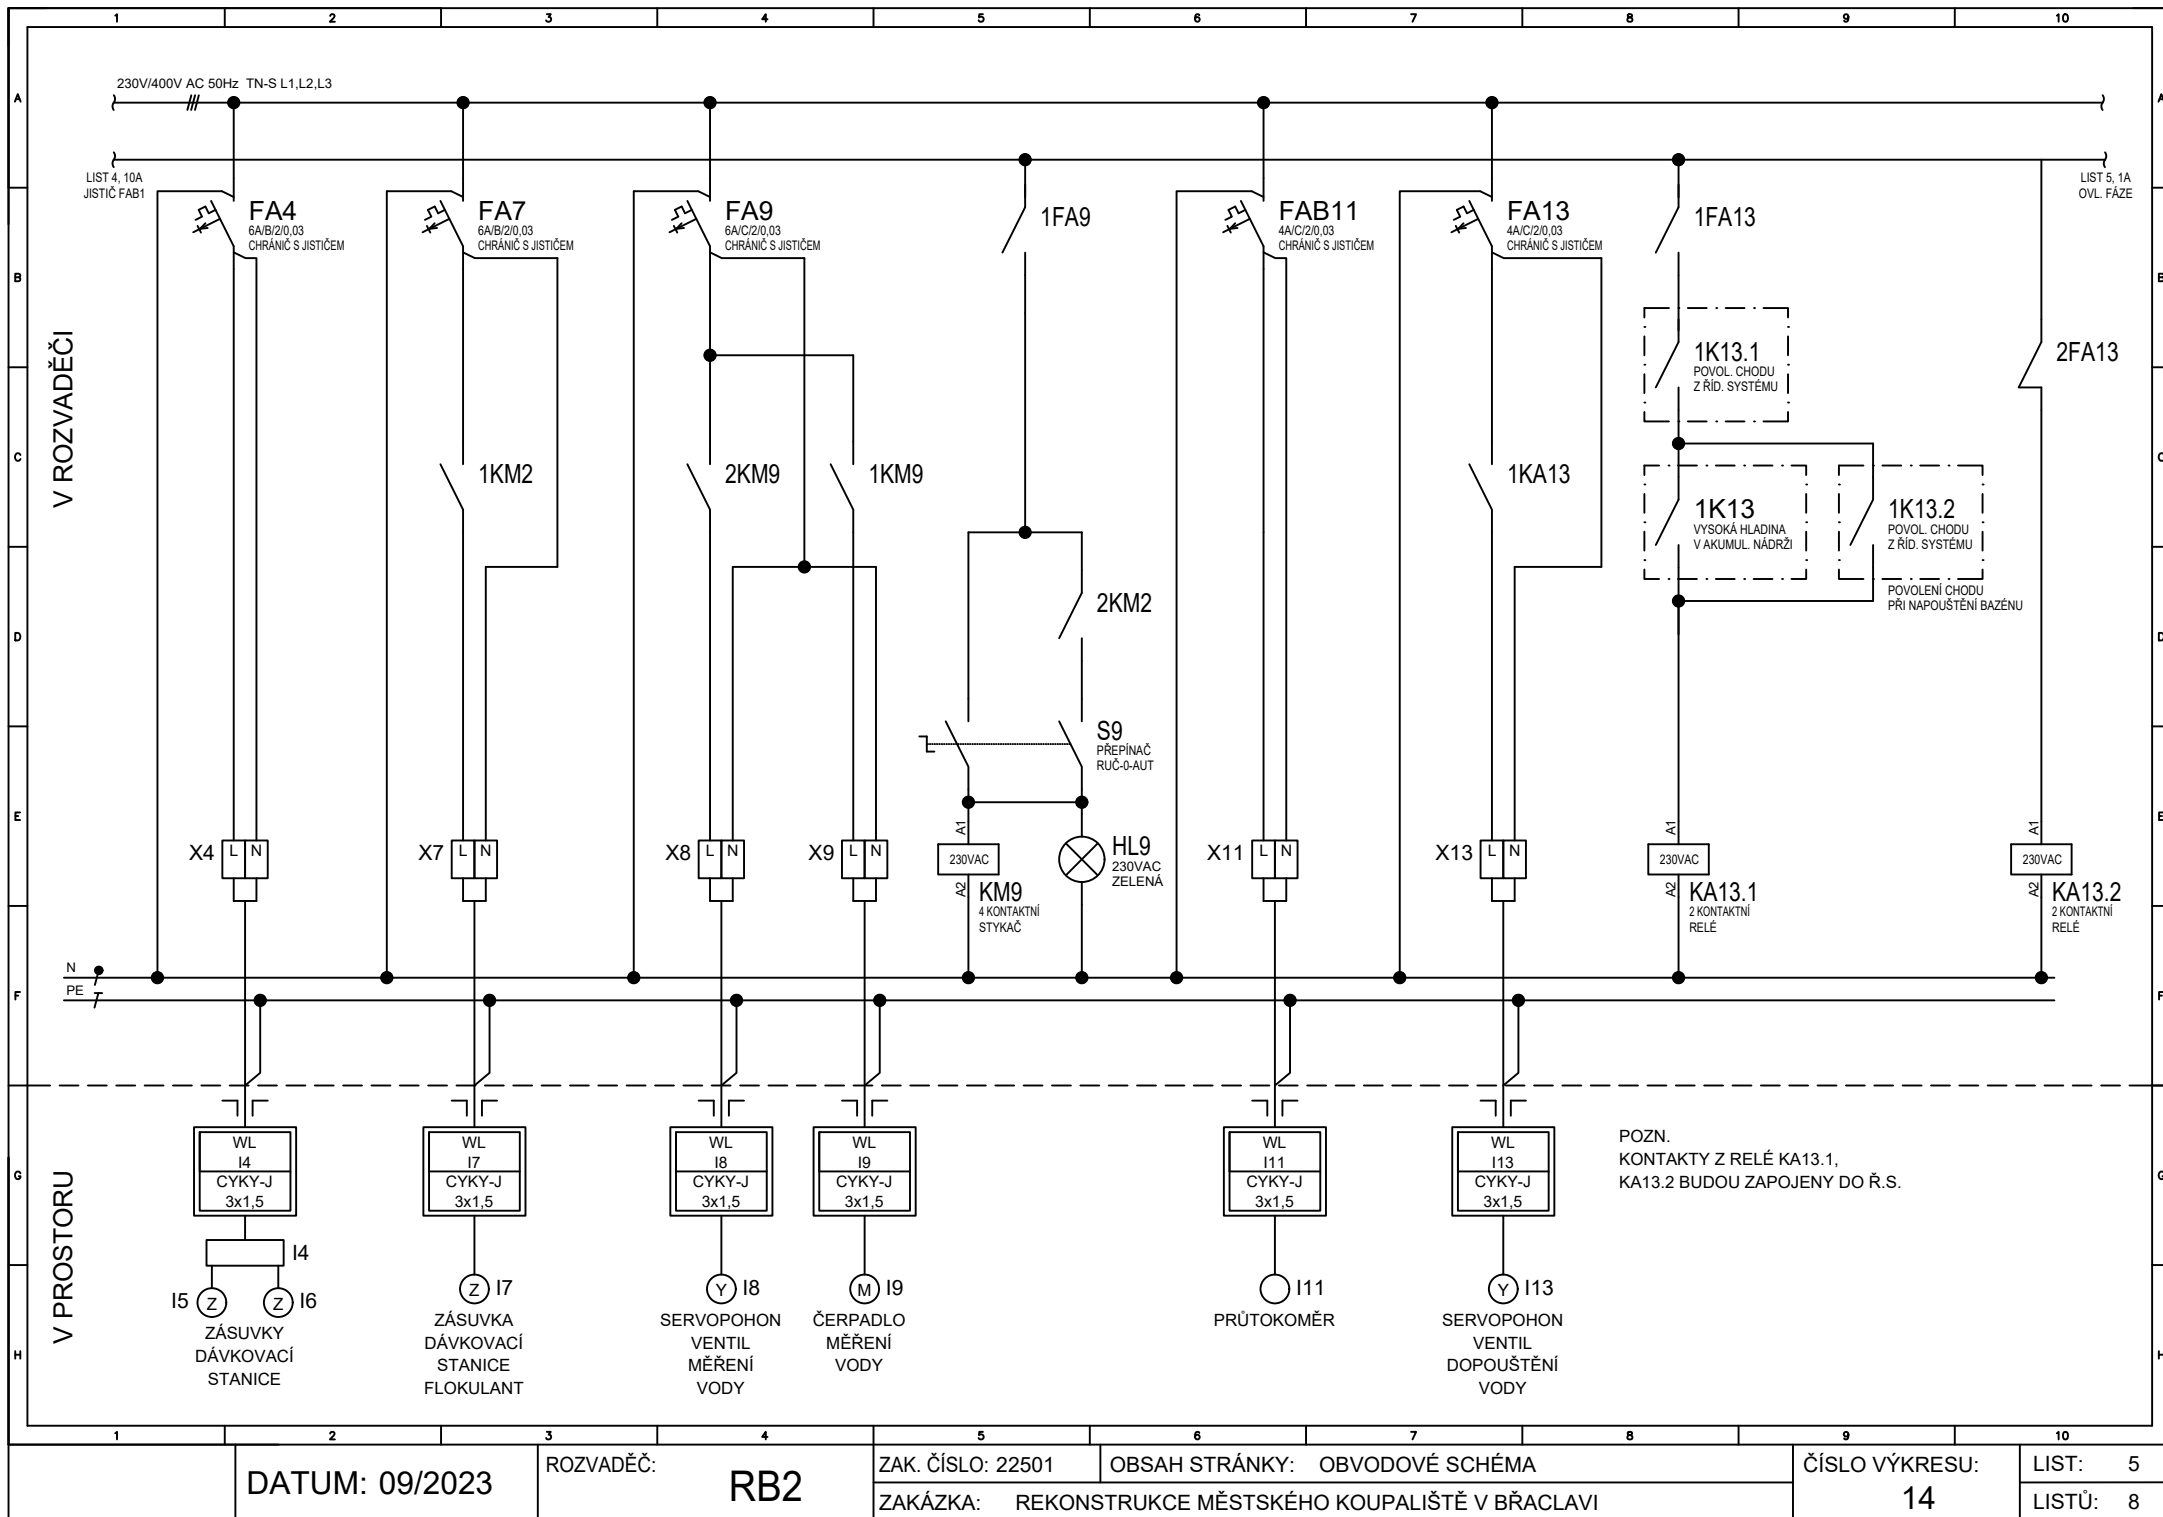 1 2 3 4 5 6 7 8 9 10
A
B
C
D
E
F
G
H
A
B
C
D
E
F
G
H
230V/400V AC 50Hz TN-S L1,L2,L3
LIST 4, 10A
JISTIČ FAB1
LIST 5, 1A
OVL. FÁZE
V ROZVADĚČI
FA4
6A/B/2/0,03
CHRÁNIČ S JISTIČEM
FA7
6A/B/2/0,03
CHRÁNIČ S JISTIČEM
FA9
6A/C/2/0,03
CHRÁNIČ S JISTIČEM
1FA9
FAB11
4A/C/2/0,03
CHRÁNIČ S JISTIČEM
FA13
4A/C/2/0,03
CHRÁNIČ S JISTIČEM
1FA13
1K13.1
POVOL. CHODU
Z ŘÍD. SYSTÉMU
2FA13
1KM2
2KM9
1KM9
1KA13
1K13
VYSOKÁ HLADINA
V AKUMUL. NÁDRŽI
1K13.2
POVOL. CHODU
Z ŘÍD. SYSTÉMU
POVOLENÍ CHODU
PŘI NAPOUŠTĚNÍ BAZÉNU
2KM2
S9
PŘEPÍNAČ
RUČ-0-AUT
X4 L N
X7 L N
X8 L N
X9 L N
A1
230VAC
A2
KM9
4 KONTAKTNÍ
STYKAČ
HL9
230VAC
ZELENÁ
X11 L N
X13 L N
A1
230VAC
A2
KA13.1
2 KONTAKTNÍ
RELÉ
A1
230VAC
A2
KA13.2
2 KONTAKTNÍ
RELÉ
N
PE
V PROSTORU
WL
I4
CYKY-J
3x1,5
WL
I7
CYKY-J
3x1,5
WL
I8
CYKY-J
3x1,5
WL
I9
CYKY-J
3x1,5
WL
I11
CYKY-J
3x1,5
WL
I13
CYKY-J
3x1,5
POZN.
KONTAKTY Z RELÉ KA13.1,
KA13.2 BUDOU ZAPOJENY DO Ř.S.
I4
I5 Z
Z I6
ZÁSUVKY
DÁVKOVACÍ
STANICE
Z I7
ZÁSUVKA
DÁVKOVACÍ
STANICE
FLOKULANT
Y I8
SERVOPOHON
VENTIL
MĚŘENÍ
VODY
M I9
ČERPADLO
MĚŘENÍ
VODY
I11
PRŮTOKOMĚR
Y I13
SERVOPOHON
VENTIL
DOPOUŠTĚNÍ
VODY
1 2 3 4 5 6 7 8 9 10
DATUM: 09/2023
ROZVADĚČ:
RB2
ZAK. ČÍSLO: 22501
OBSAH STRÁNKY: OBVODOVÉ SCHÉMA
ZAKÁZKA: REKONSTRUKCE MĚSTSKÉHO KOUPALIŠTĚ V BŘACLAVI
ČÍSLO VÝKRESU:
14
LIST: 5
LISTŮ: 8